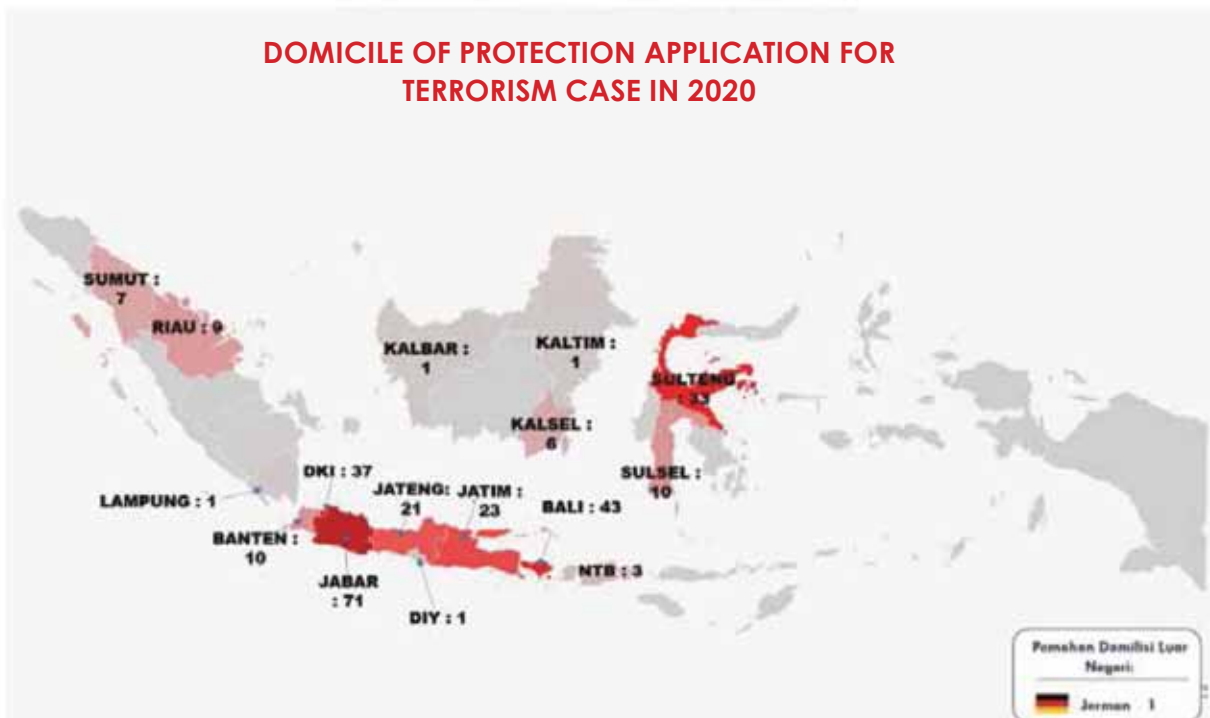 DOMICILE OF PROTECTION APPLICATION FOR
TERRORISM CASE IN 2020
SUMUT :
7
RIAU : 9
KALBAR :
1
KALTIM :
1
SULTENG
: 33
KALSEL :
6
SULSEL :
10
DKI : 37
LAMPUNG : 1
JATENG:
21
JATIM :
23
BALI : 43
BANTEN :
10
NTB : 3
JABAR
: 71
DIY : 1
Pemohon Domilisi Luar
Negeri:
Jerman 1